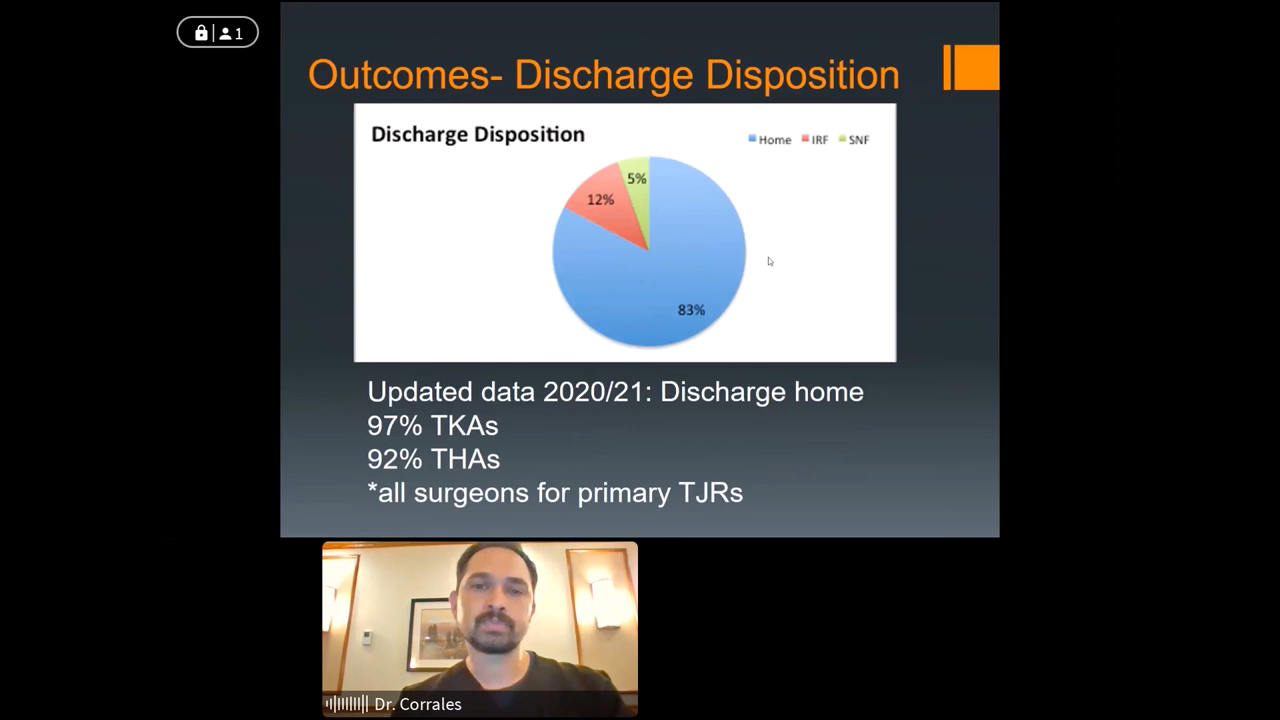 1
Outcomes- Discharge Disposition
Discharge Disposition
Home IRF SNF
5%
12%
83%
Updated data 2020/21: Discharge home
97% TKAs
92% THAs
*all surgeons for primary TJRs
Dr. Corrales